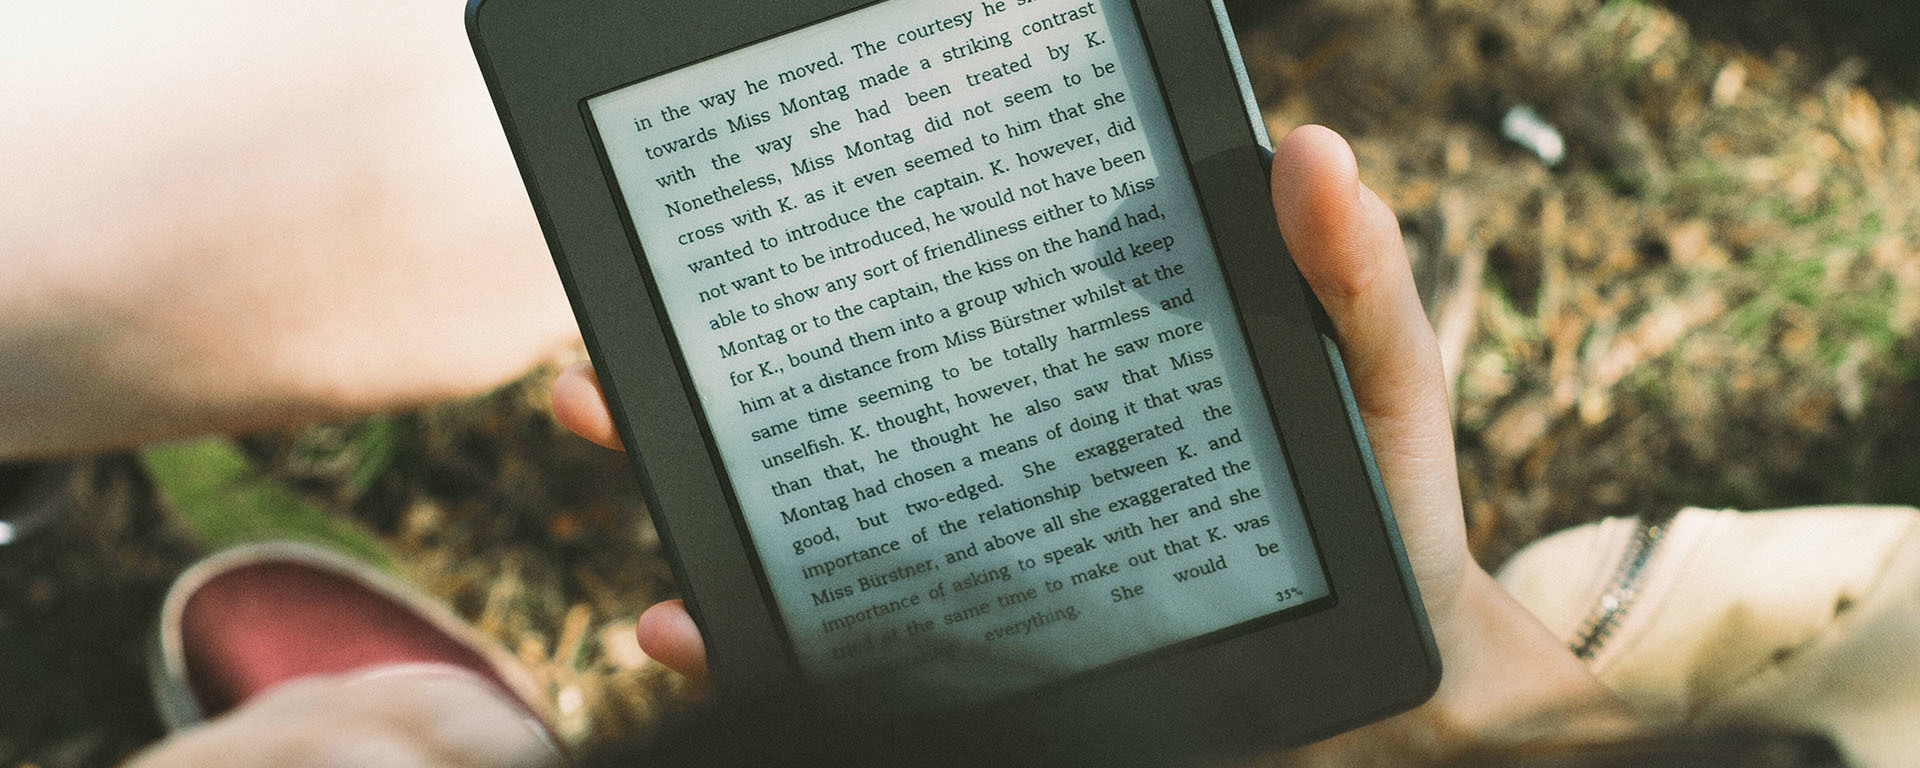 in the way he moved. The courtesy he
towards Miss Montag made a striking contrast
with the way she had been treated by K.
Nonetheless, Miss Montag did not seem to be
cross with K. as it even seemed to him that she
wanted to introduce the captain. K. however, did
not want to be introduced, he would not have been
able to show any sort of friendliness either to Miss
Montag or to the captain, the kiss on the hand had,
for K., bound them into a group which would keep
him at a distance from Miss Bürstner whilst at the
same time seeming to be totally harmless and
unselfish. K. thought, however, that he saw more
than that, he thought he also saw that Miss
Montag had chosen a means of doing it that was
good, but two-edged. She exaggerated the
importance of the relationship between K. and
Miss Bürstner, and above all she exaggerated the
importance of asking to speak with her and she
tried at the same time to make out that K. was
everything. She would be
35%